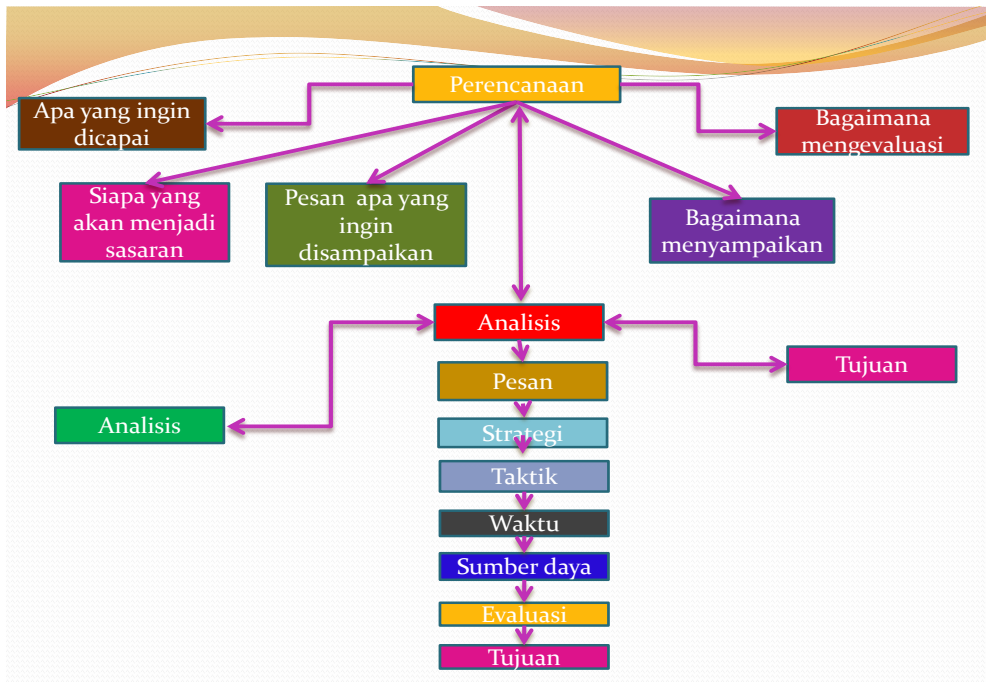 Perencanaan
Apa yang ingin
dicapai
Bagaimana
mengevaluasi
Siapa yang
akan menjadi
sasaran
Pesan apa yang
ingin
disampaikan
Bagaimana
menyampaikan
Analisis
Tujuan
Pesan
Analisis
Strategi
Taktik
Waktu
Sumber daya
Evaluasi
Tujuan